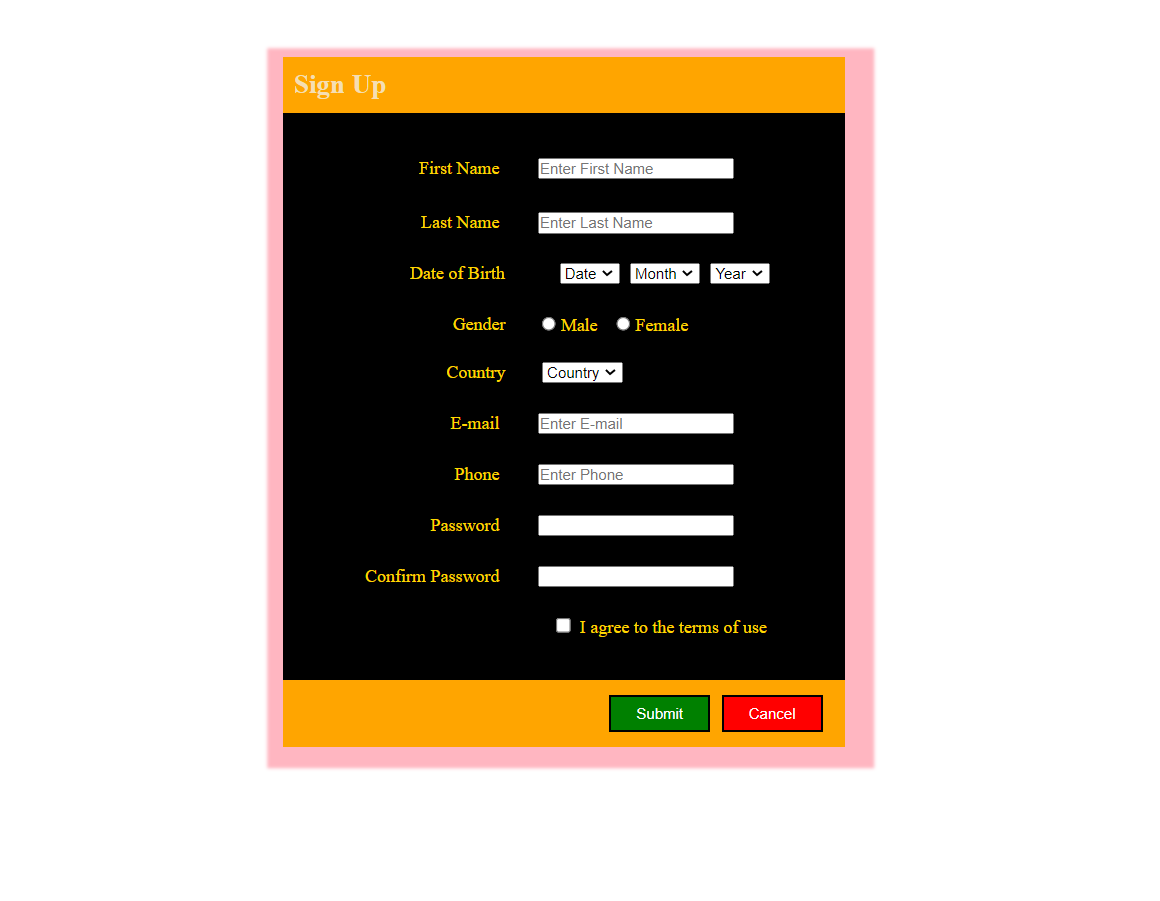 Sign Up
First Name Enter First Name
Last Name Enter Last Name
Date of Birth Date Month Year
Gender Male Female
Country Country
E-mail Enter E-mail
Phone Enter Phone
Password
Confirm Password
I agree to the terms of use
Submit Cancel